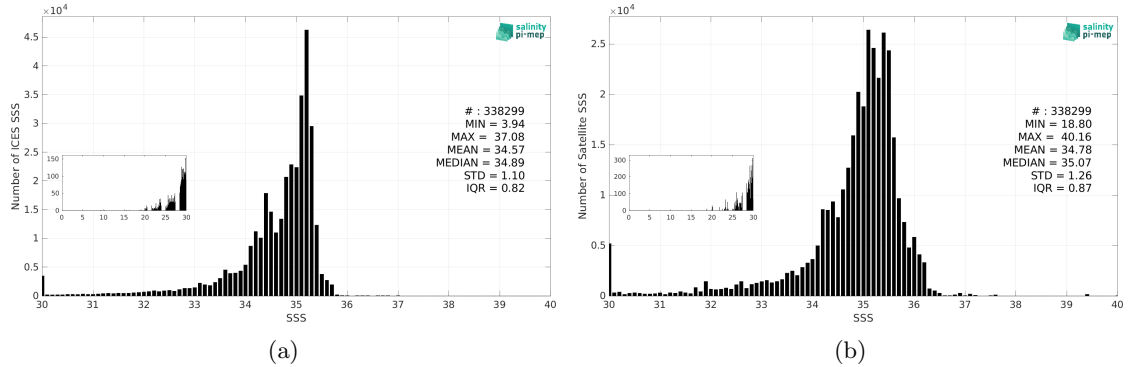 ×10^4
4.5
4
3.5
3
2.5
2
1.5
1
0.5
0
Number of ICES SSS
salinity
pi-mep
# : 338299
MIN = 3.94
MAX = 37.08
MEAN = 34.57
MEDIAN = 34.89
STD = 1.10
IQR = 0.82
150
100
50
0
0 5 10 15 20 25 30
30 31 32 33 34 35 36 37 38 39 40
SSS
(a)
×10^4
2.5
2
1.5
1
0.5
0
Number of Satellite SSS
salinity
pi-mep
# : 338299
MIN = 18.80
MAX = 40.16
MEAN = 34.78
MEDIAN = 35.07
STD = 1.26
IQR = 0.87
300
200
100
0
0 5 10 15 20 25 30
30 31 32 33 34 35 36 37 38 39 40
SSS
(b)